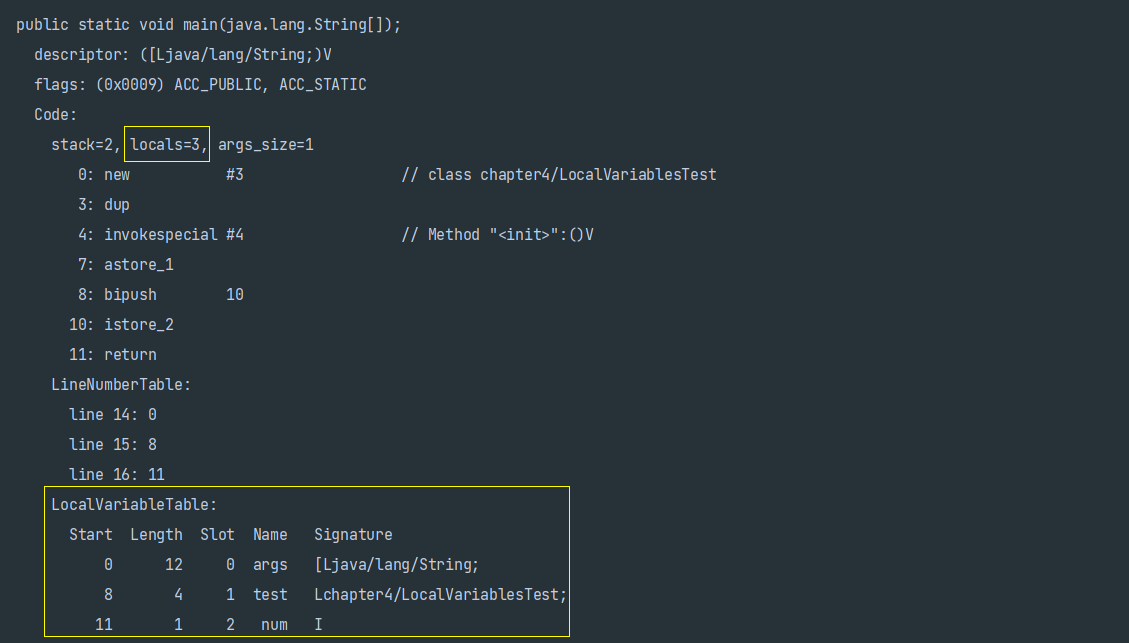 public static void main(java.lang.String[]);
descriptor: ([Ljava/lang/String;)V
flags: (0x0009) ACC_PUBLIC, ACC_STATIC
Code:
stack=2, locals=3, args_size=1
0: new #3 // class chapter4/LocalVariablesTest
3: dup
4: invokespecial #4 // Method "<init>":()V
7: astore_1
8: bipush 10
10: istore_2
11: return
LineNumberTable:
line 14: 0
line 15: 8
line 16: 11
LocalVariableTable:
Start Length Slot Name Signature
0 12 0 args [Ljava/lang/String;
8 4 1 test Lchapter4/LocalVariablesTest;
11 1 2 num I